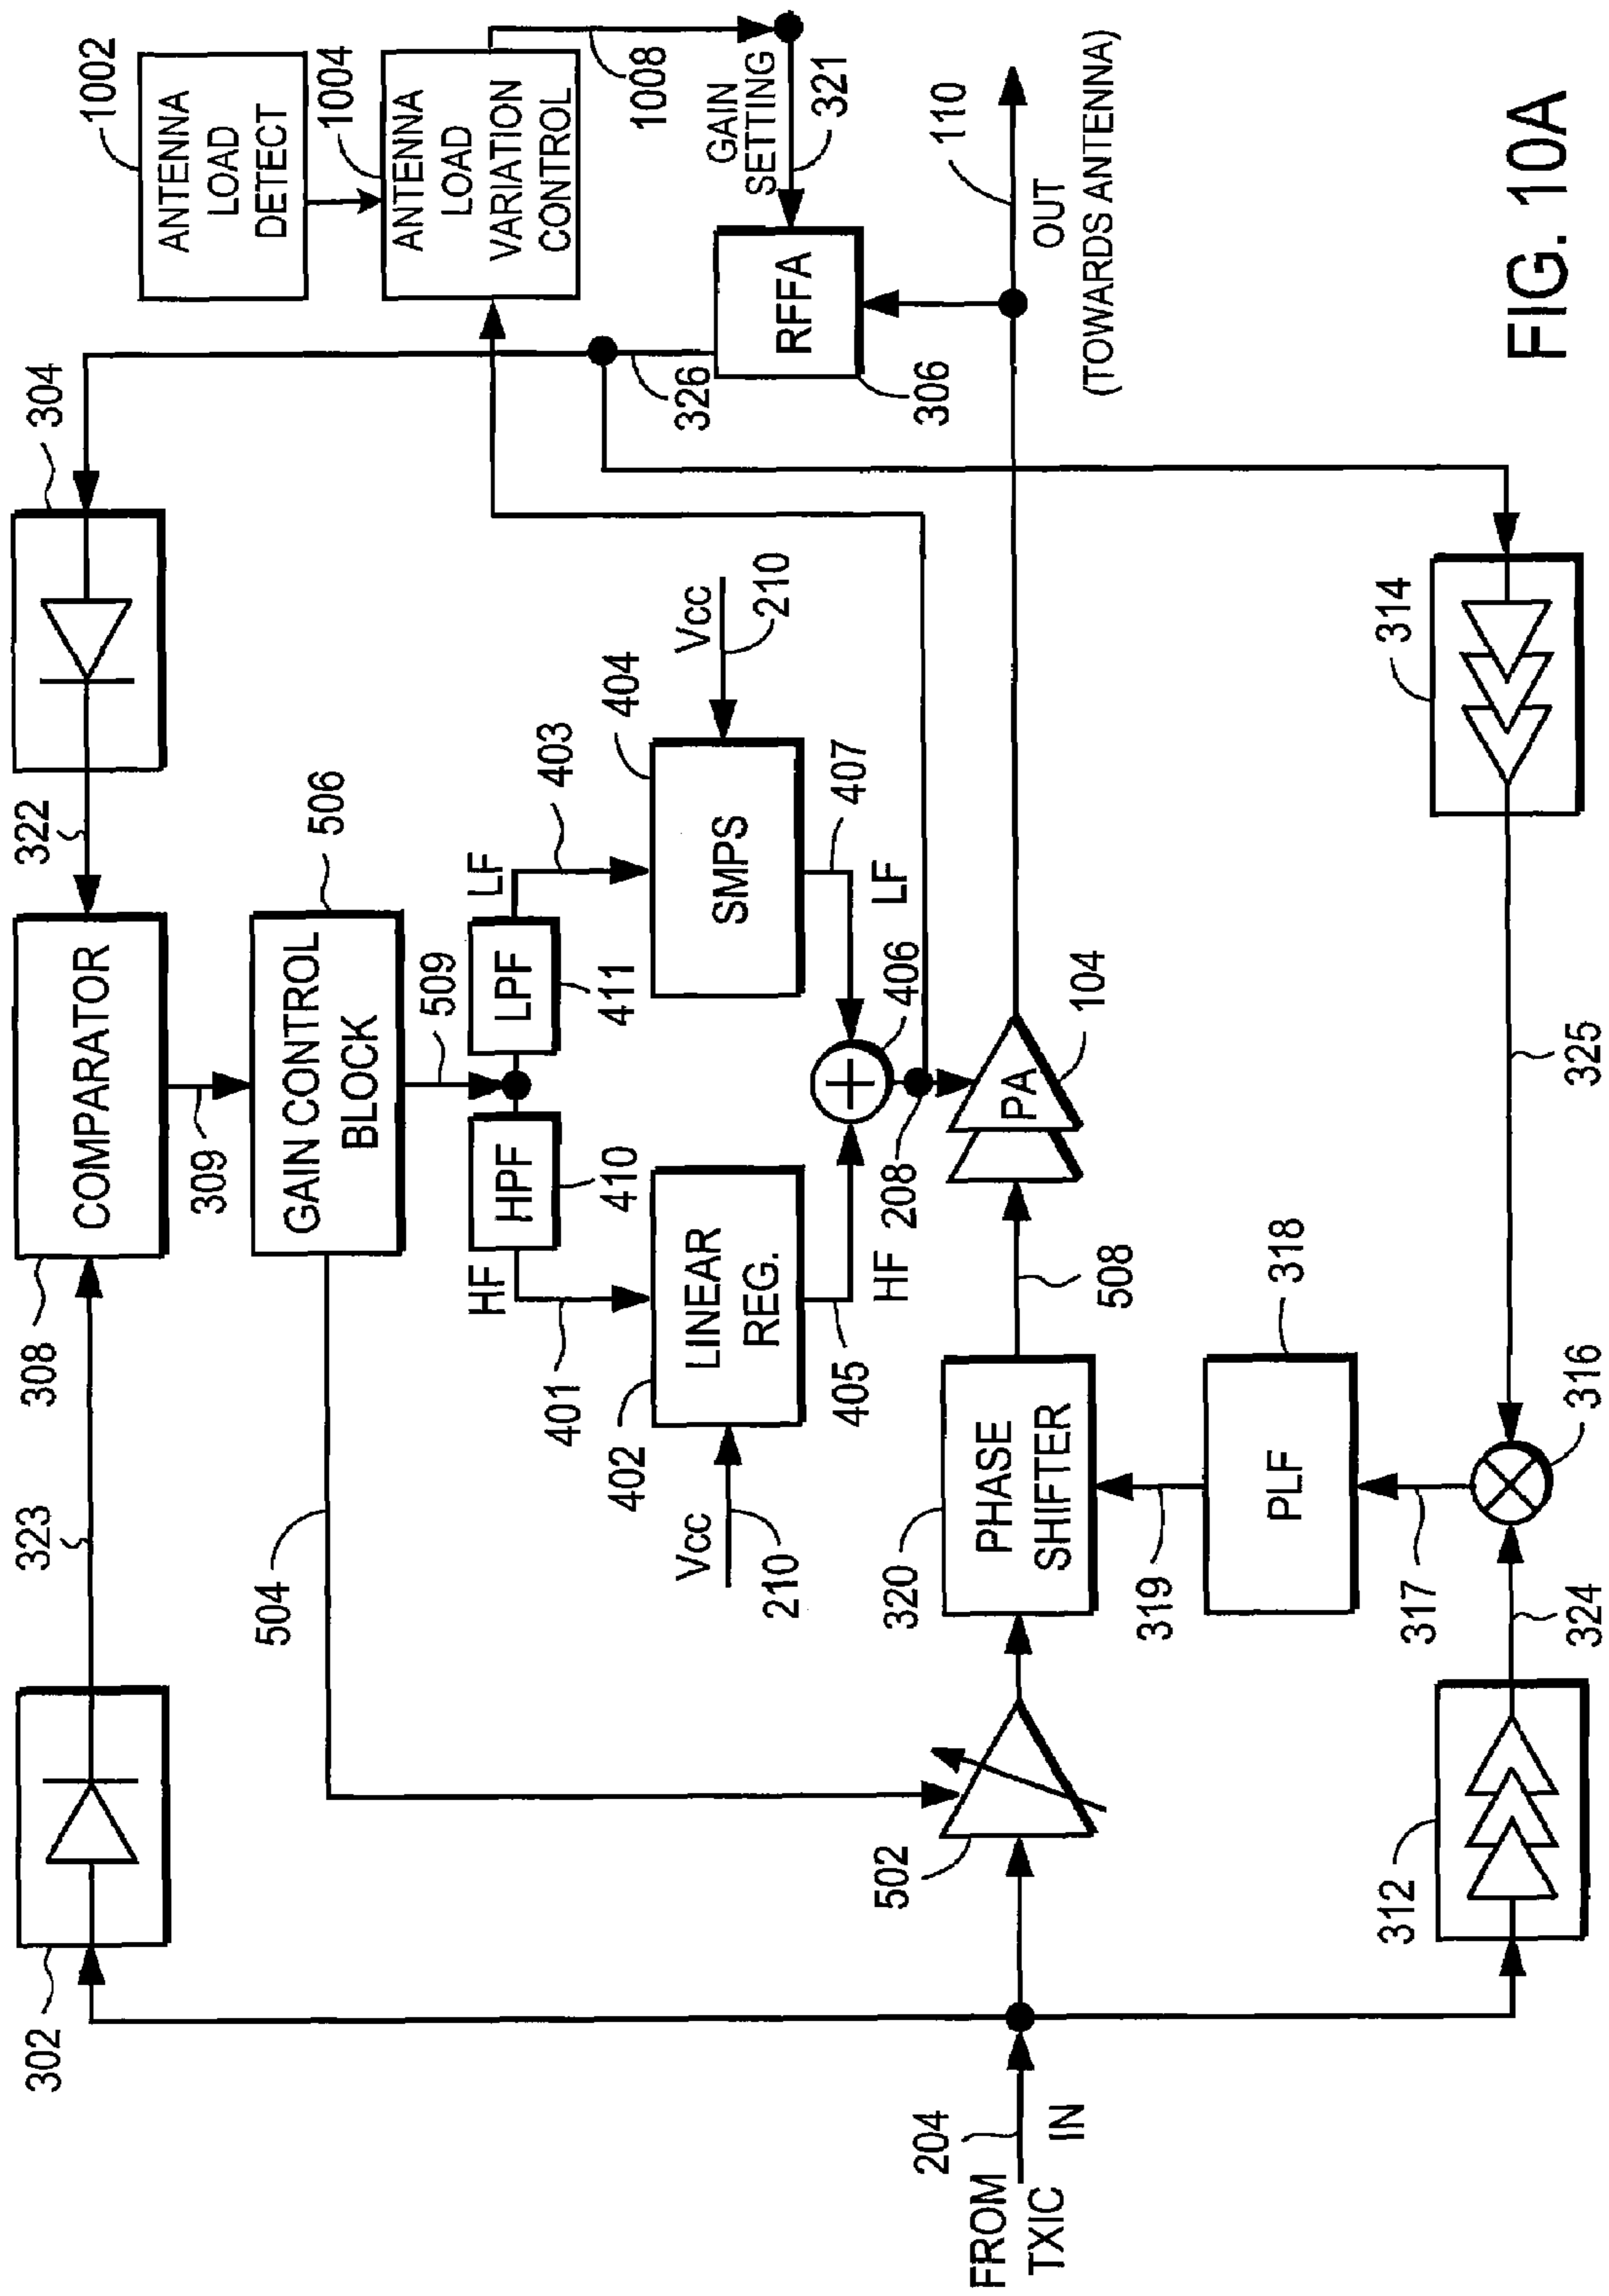 302
323
308
COMPARATOR
322
304
1002
ANTENNA
LOAD
DETECT
1004
ANTENNA
LOAD
VARIATION
CONTROL
1008
309
506
GAIN CONTROL
BLOCK
504
509
HF
HPF
410
LPF
411
LF
401
403
402
LINEAR
REG.
Vcc
210
404
SMPS
Vcc
210
405
HF
407
LF
406
208
326
RFFA
306
GAIN
SETTING
321
110
OUT
(TOWARDS ANTENNA)
FROM
TXIC
204
IN
502
320
PHASE
SHIFTER
508
PA
104
319
PLF
318
317
316
312
324
325
314
FIG. 10A